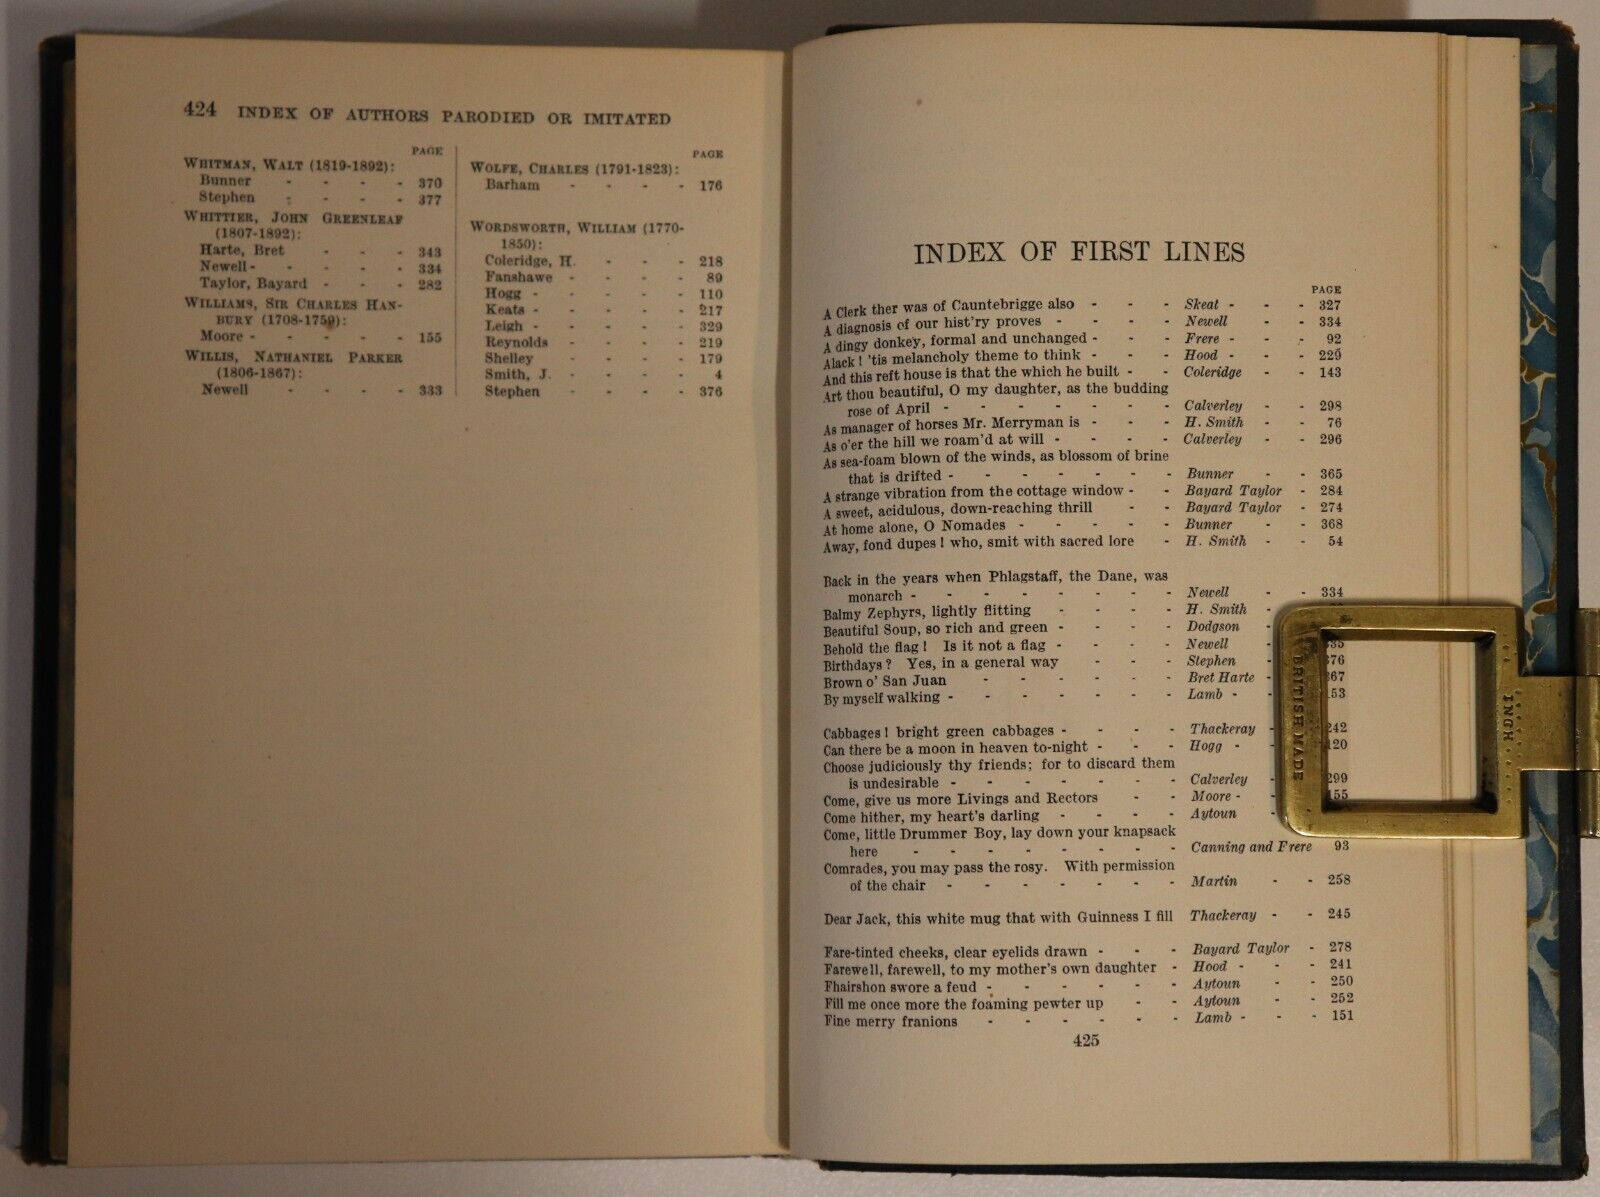 424 INDEX OF AUTHORS PARODIED OR IMITATED
PAGE
WHITMAN, WALT (1819-1892):
Bunner - - - - 370
Stephen - - - - 377
WHITTIER, JOHN GREENLEAF
(1807-1892):
Harte, Bret - - - 343
Newell - - - - - 334
Taylor, Bayard - - - 282
WILLIAMS, SIR CHARLES HAN-
BURY (1708-1759):
Moore - - - - - 155
WILLIS, NATHANIEL PARKER
(1806-1867):
Newell - - - - 333
PAGE
WOLFE, CHARLES (1791-1823):
Barham - - - - 176
WORDSWORTH, WILLIAM (1770-
1850):
Coleridge, H. - - - 218
Fanshawe - - - - 89
Hogg - - - - - 110
Keats - - - - - 217
Leigh - - - - - 329
Reynolds - - - - 219
Shelley - - - - 179
Smith, J. - - - - 4
Stephen - - - - 376
INDEX OF FIRST LINES
PAGE
A Clerk ther was of Cauntebrigge also - - - Skeat - - - 327
A diagnosis of our hist'ry proves - - - - Newell - - 334
A dingy donkey, formal and unchanged - - - Frere - - - 92
Alack! 'tis melancholy theme to think - - - Hood - - - 229
And this reft house is that the which he built - - Coleridge - - 143
Art thou beautiful, O my daughter, as the budding
rose of April - - - - - - - Calverley - - 298
As manager of horses Mr. Merryman is - - - H. Smith - - 76
As o'er the hill we roam'd at will - - - - Calverley - - 296
As sea-foam blown of the winds, as blossom of brine
that is drifted - - - - - - - Bunner - - 365
A strange vibration from the cottage window - - Bayard Taylor - 284
A sweet, acidulous, down-reaching thrill - - Bayard Taylor - 274
At home alone, O Nomades - - - - - Bunner - - 368
Away, fond dupes! who, smit with sacred lore - H. Smith - - 54
Back in the years when Phlagstaff, the Dane, was
monarch - - - - - - - - Newell - - 334
Balmy Zephyrs, lightly flitting - - - - H. Smith -
Beautiful Soup, so rich and green - - - - Dodgson -
Behold the flag! Is it not a flag - - - - Newell - 335
Birthdays? Yes, in a general way - - - Stephen - 376
Brown o' San Juan - - - - - - Bret Harte - 367
By myself walking - - - - - - - Lamb - - 153
Cabbages! bright green cabbages - - - - Thackeray - 242
Can there be a moon in heaven to-night - - - Hogg - - 120
Choose judiciously thy friends; for to discard them
is undesirable - - - - - - - Calverley - 299
Come, give us more Livings and Rectors - - Moore - - 155
Come hither, my heart's darling - - - - Aytoun -
Come, little Drummer Boy, lay down your knapsack
here - - - - - - - - Canning and Frere 93
Comrades, you may pass the rosy. With permission
of the chair - - - - - - - Martin - - 258
Dear Jack, this white mug that with Guinness I fill Thackeray - - 245
Fare-tinted cheeks, clear eyelids drawn - - - Bayard Taylor - 278
Farewell, farewell, to my mother's own daughter - Hood - - - 241
Fhairshon swore a feud - - - - - - Aytoun - - 250
Fill me once more the foaming pewter up - - Aytoun - - 252
Fine merry franions - - - - - - Lamb - - - 151
425
BRITISH MADE
INCH